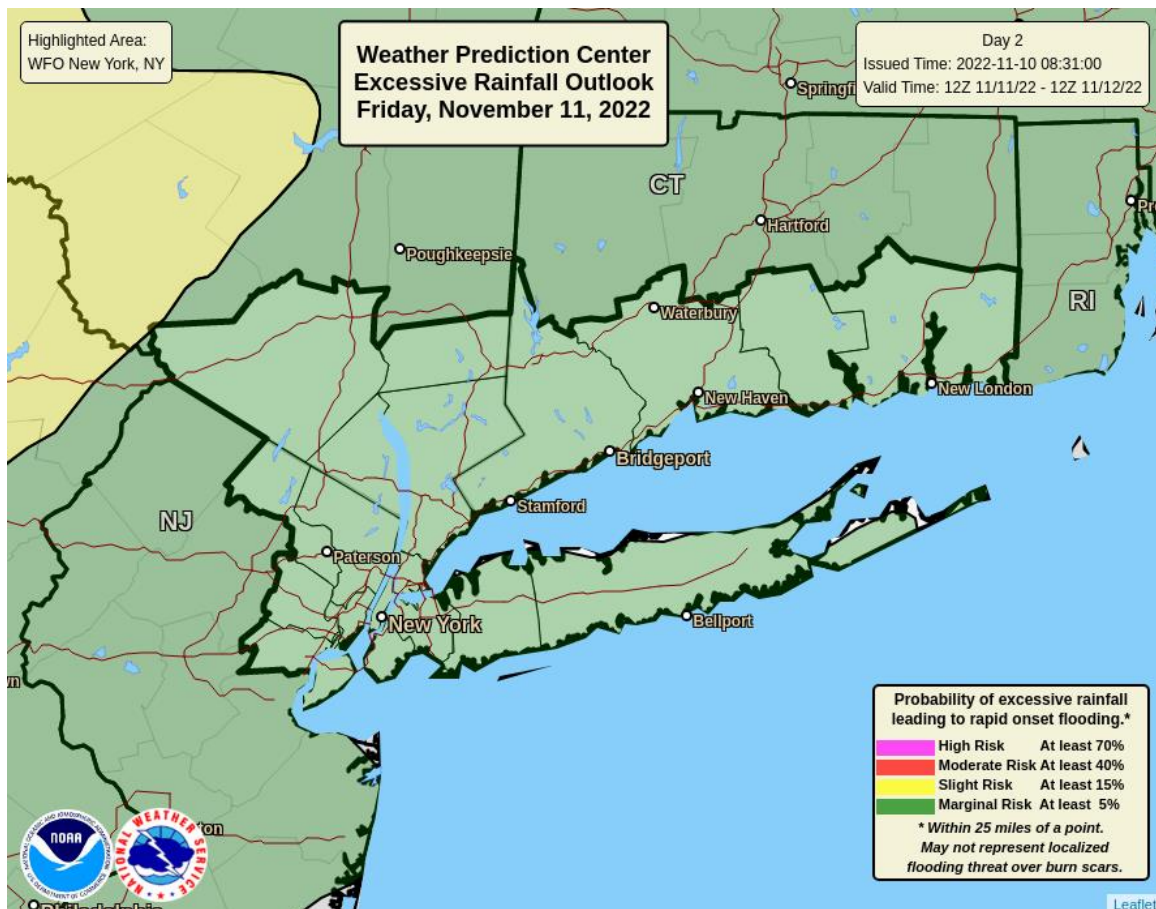 Highlighted Area:
WFO New York, NY
Weather Prediction Center
Excessive Rainfall Outlook
Friday, November 11, 2022
Day 2
Issued Time: 2022-11-10 08:31:00
Valid Time: 12Z 11/11/22 - 12Z 11/12/22
Springfi
CT
Pro
Hartford
Poughkeepsie
RI
Waterbury
New London
New Haven
Bridgeport
Stamford
NJ
Paterson
New York
Bellport
wn
ton
Philadelphia
Probability of excessive rainfall
leading to rapid onset flooding.*
High Risk At least 70%
Moderate Risk At least 40%
Slight Risk At least 15%
Marginal Risk At least 5%
* Within 25 miles of a point.
May not represent localized
flooding threat over burn scars.
NOAA
NATIONAL WEATHER SERVICE
Leaflet